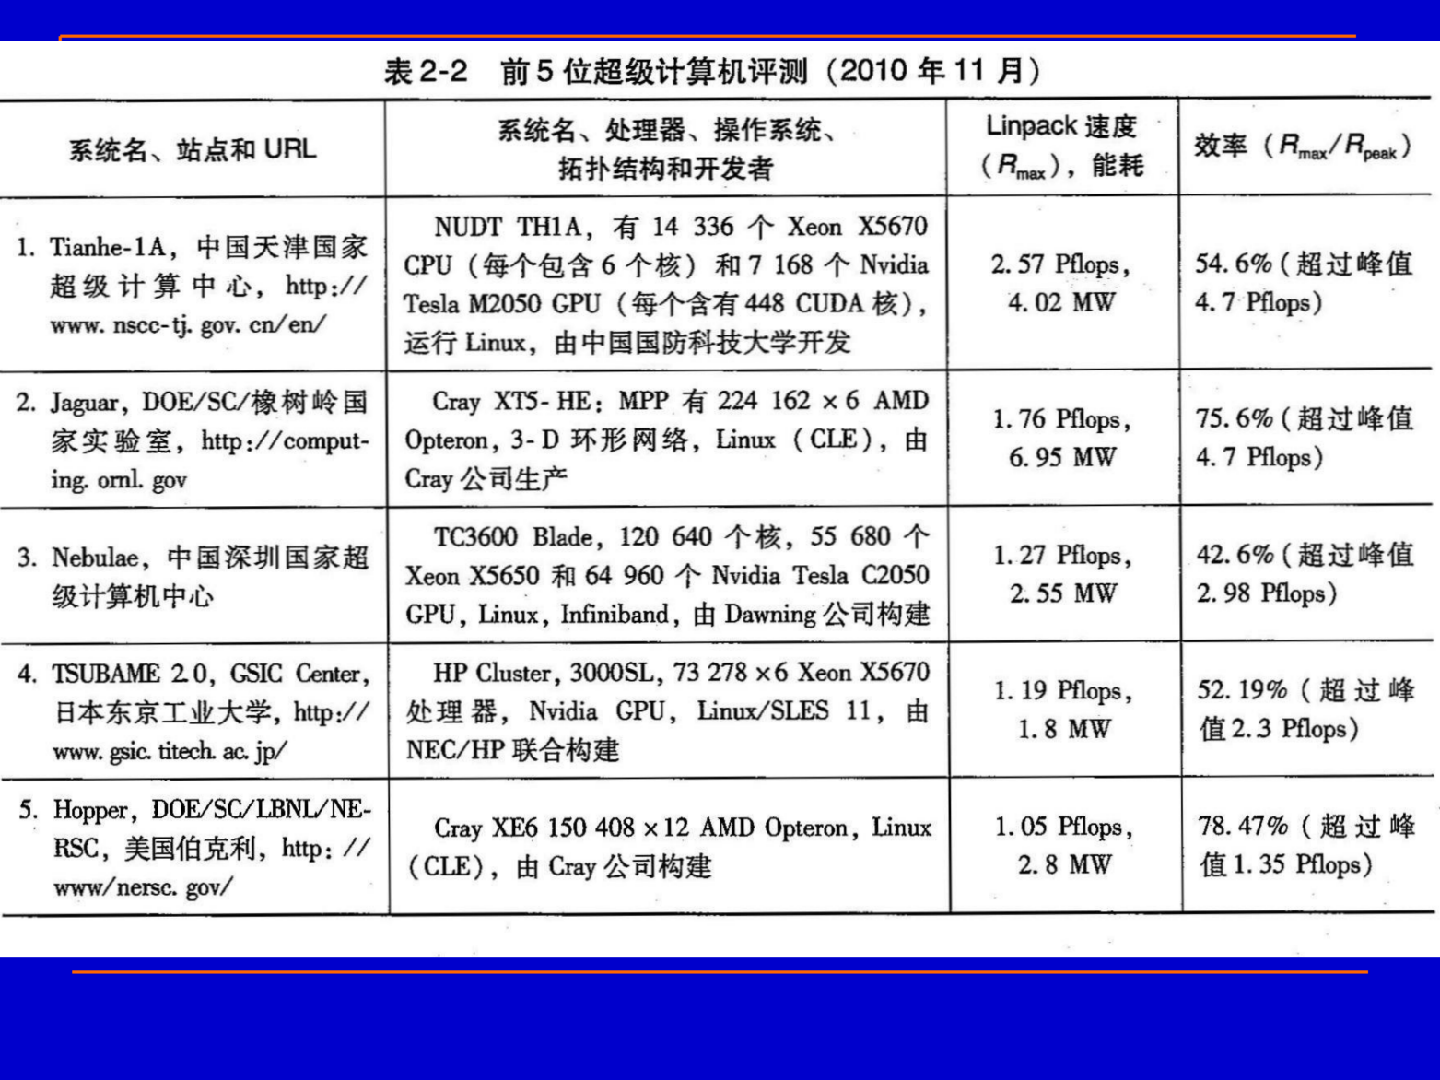 表2-2 前5位超级计算机评测（2010年11月）
系统名、站点和 URL
系统名、处理器、操作系统、
拓扑结构和开发者
Linpack 速度
（Rmax），能耗
效率（Rmax/Rpeak）
1. Tianhe-1A，中国天津国家
超级计算中心，http://
www. nscc-tj. gov. cn/en/
NUDT TH1A，有 14 336 个 Xeon X5670
CPU（每个包含 6 个核）和 7 168 个 Nvidia
Tesla M2050 GPU（每个含有 448 CUDA 核），
运行 Linux，由中国国防科技大学开发
2. 57 Pflops，
4. 02 MW
54. 6%（超过峰值
4. 7 Pflops）
2. Jaguar，DOE/SC/橡树岭国
家实验室，http://comput-
ing. ornl. gov
Cray XT5-HE：MPP 有 224 162 × 6 AMD
Opteron，3-D 环形网络，Linux（CLE），由
Cray 公司生产
1. 76 Pflops，
6. 95 MW
75. 6%（超过峰值
4. 7 Pflops）
3. Nebulae，中国深圳国家超
级计算机中心
TC3600 Blade，120 640 个核，55 680 个
Xeon X5650 和 64 960 个 Nvidia Tesla C2050
GPU，Linux，Infiniband，由 Dawning 公司构建
1. 27 Pflops，
2. 55 MW
42. 6%（超过峰值
2. 98 Pflops）
4. TSUBAME 2.0，GSIC Center，
日本东京工业大学，http://
www. gsic. titech. ac. jp/
HP Cluster，3000SL，73 278 ×6 Xeon X5670
处理器，Nvidia GPU，Linux/SLES 11，由
NEC/HP 联合构建
1. 19 Pflops，
1. 8 MW
52. 19%（超过峰
值 2. 3 Pflops）
5. Hopper，DOE/SC/LBNL/NE-
RSC，美国伯克利，http：//
www/nersc. gov/
Cray XE6 150 408 ×12 AMD Opteron，Linux
（CLE），由 Cray 公司构建
1. 05 Pflops，
2. 8 MW
78. 47%（超过峰
值 1. 35 Pflops）